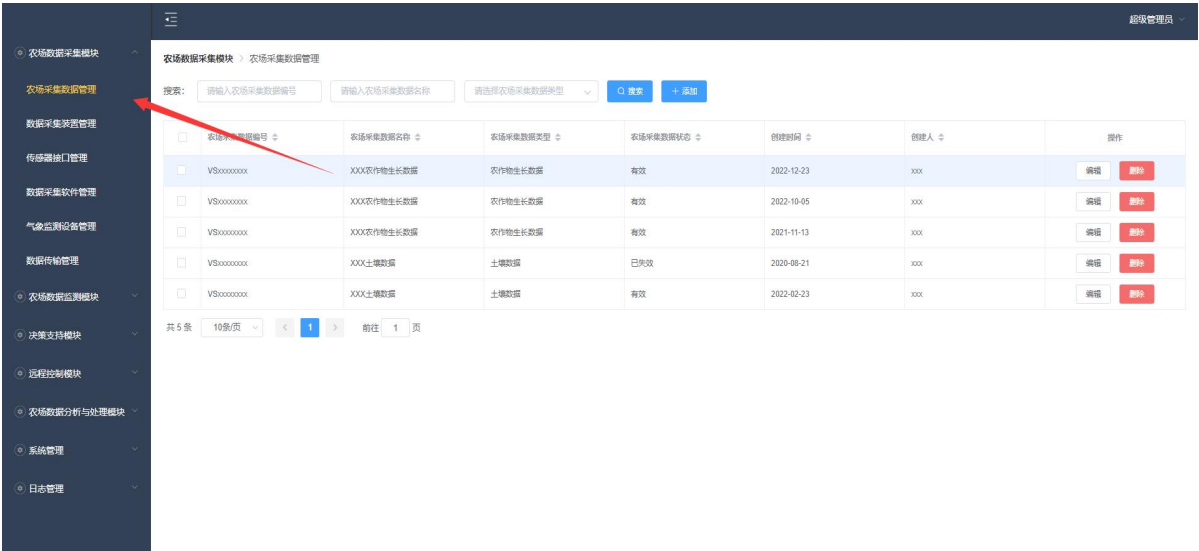 超级管理员
农场数据采集模块
农场采集数据管理
数据采集装置管理
传感器接口管理
数据采集软件管理
气象监测设备管理
数据传输管理
农场数据监测模块
决策支持模块
远程控制模块
农场数据分析与处理模块
系统管理
日志管理
农场数据采集模块 > 农场采集数据管理
搜索: 请输入农场采集数据编号 请输入农场采集数据名称 请选择农场采集数据类型 搜索 + 添加
农场采集数据编号 农场采集数据名称 农场采集数据类型 农场采集数据状态 创建时间 创建人 操作
VSxxxxxxxx XXX农作物生长数据 农作物生长数据 有效 2022-12-23 xxx 编辑 删除
VSxxxxxxxx XXX农作物生长数据 农作物生长数据 有效 2022-10-05 xxx 编辑 删除
VSxxxxxxxx XXX农作物生长数据 农作物生长数据 有效 2021-11-13 xxx 编辑 删除
VSxxxxxxxx XXX土壤数据 土壤数据 已失效 2020-08-21 xxx 编辑 删除
VSxxxxxxxx XXX土壤数据 土壤数据 有效 2022-02-23 xxx 编辑 删除
共 5 条 10条/页 < 1 > 前往 1 页